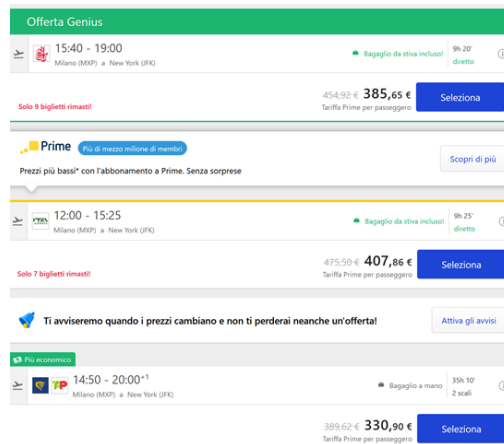 Offerta Genius
15:40 - 19:00
Milano (MXP) a New York (JFK)
Bagaglio da stiva incluso!
9h 20'
diretto
454,92 € 385,65 €
Tariffa Prime per passeggero
Seleziona
Solo 9 biglietti rimasti!
Prime
Più di mezzo milione di membri
Prezzi più bassi* con l'abbonamento a Prime. Senza sorprese
Scopri di più
12:00 - 15:25
Milano (MXP) a New York (JFK)
Bagaglio da stiva incluso!
9h 25'
diretto
475,50 € 407,86 €
Tariffa Prime per passeggero
Seleziona
Solo 7 biglietti rimasti!
Ti avviseremo quando i prezzi cambiano e non ti perderai neanche un'offerta!
Attiva gli avvisi
Più economico
TP
14:50 - 20:00+1
Milano (MXP) a New York (JFK)
Bagaglio a mano
35h 10'
2 scali
389,62 € 330,90 €
Tariffa Prime per passeggero
Seleziona